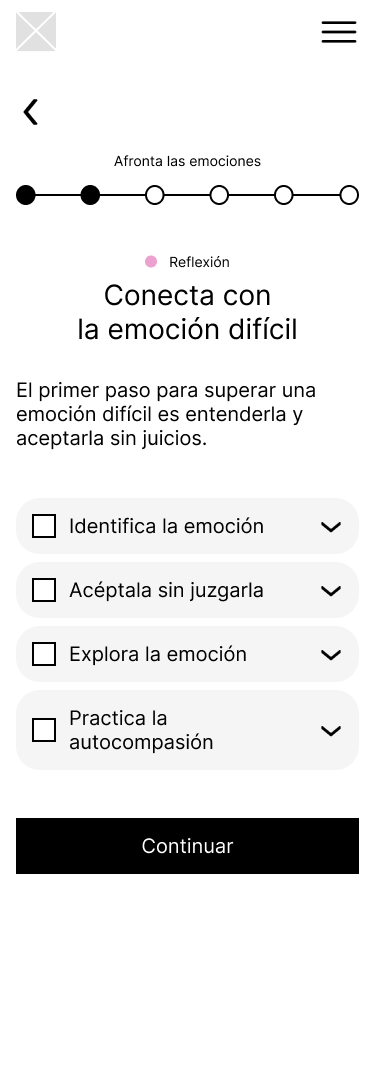 Afronta las emociones
Reflexión
Conecta con
la emoción difícil
El primer paso para superar una
emoción difícil es entenderla y
aceptarla sin juicios.
Identifica la emoción
Acéptala sin juzgarla
Explora la emoción
Practica la
autocompasión
Continuar